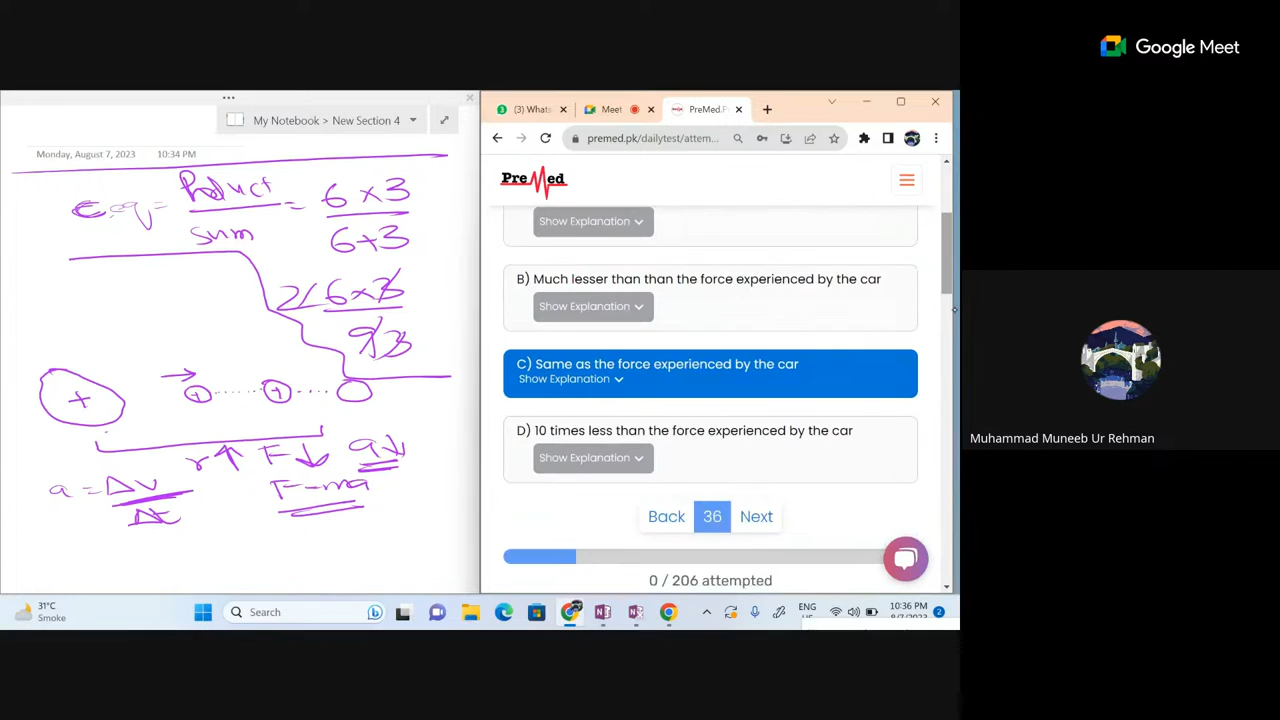 Google Meet
(3) Whats
Meet
PreMed.P
My Notebook > New Section 4
premed.pk/dailytest/attem...
Monday, August 7, 2023 10:34 PM
PreMed
Product
sum
= 6 × 3
6 × 3
6 × 3
Show Explanation
B) Much lesser than than the force experienced by the car
Show Explanation
C) Same as the force experienced by the car
Show Explanation
D) 10 times less than the force experienced by the car
Show Explanation
+ + +
r↑ F↓ a↓
a = Δv
Δt
F = ma
Back 36 Next
0 / 206 attempted
Muhammad Muneeb Ur Rehman
31°C
Smoke
Search
ENG
10:36 PM
8/7/2023
2